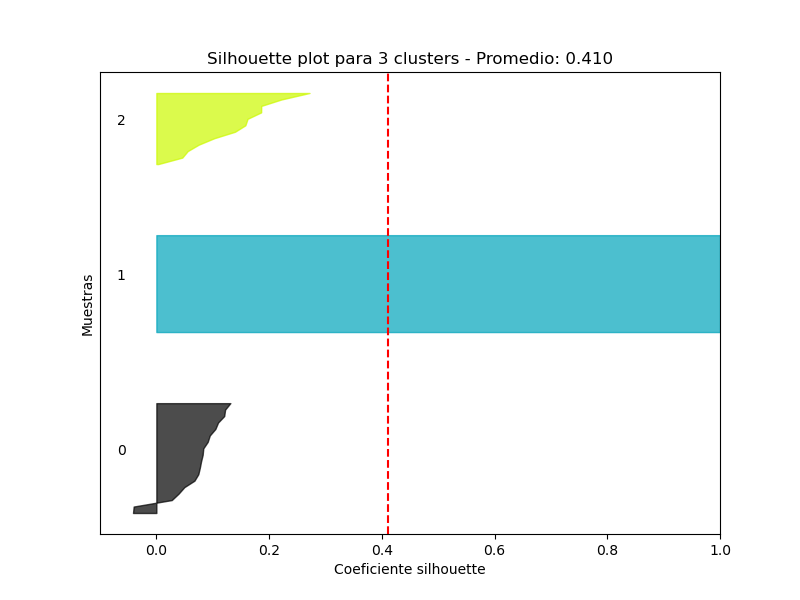 Silhouette plot para 3 clusters - Promedio: 0.410
2
1
0
Muestras
0.0 0.2 0.4 0.6 0.8 1.0
Coeficiente silhouette